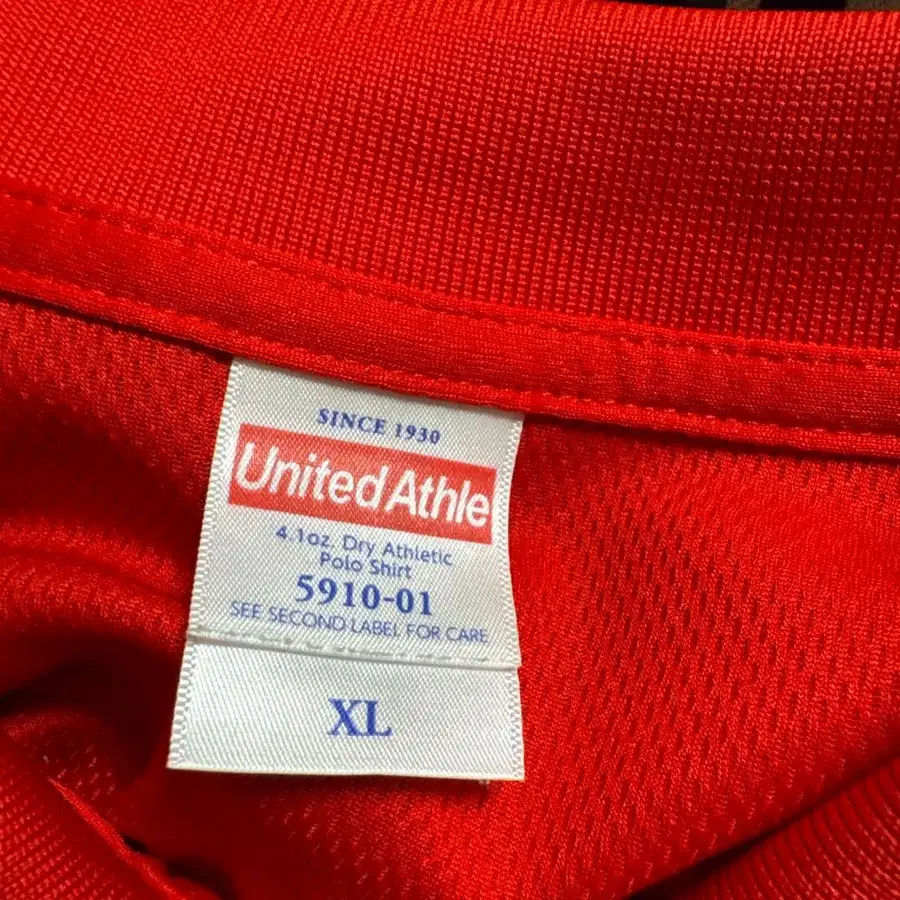 SINCE 1930
United Athle
4.1oz. Dry Athletic
Polo Shirt
5910-01
SEE SECOND LABEL FOR CARE
XL